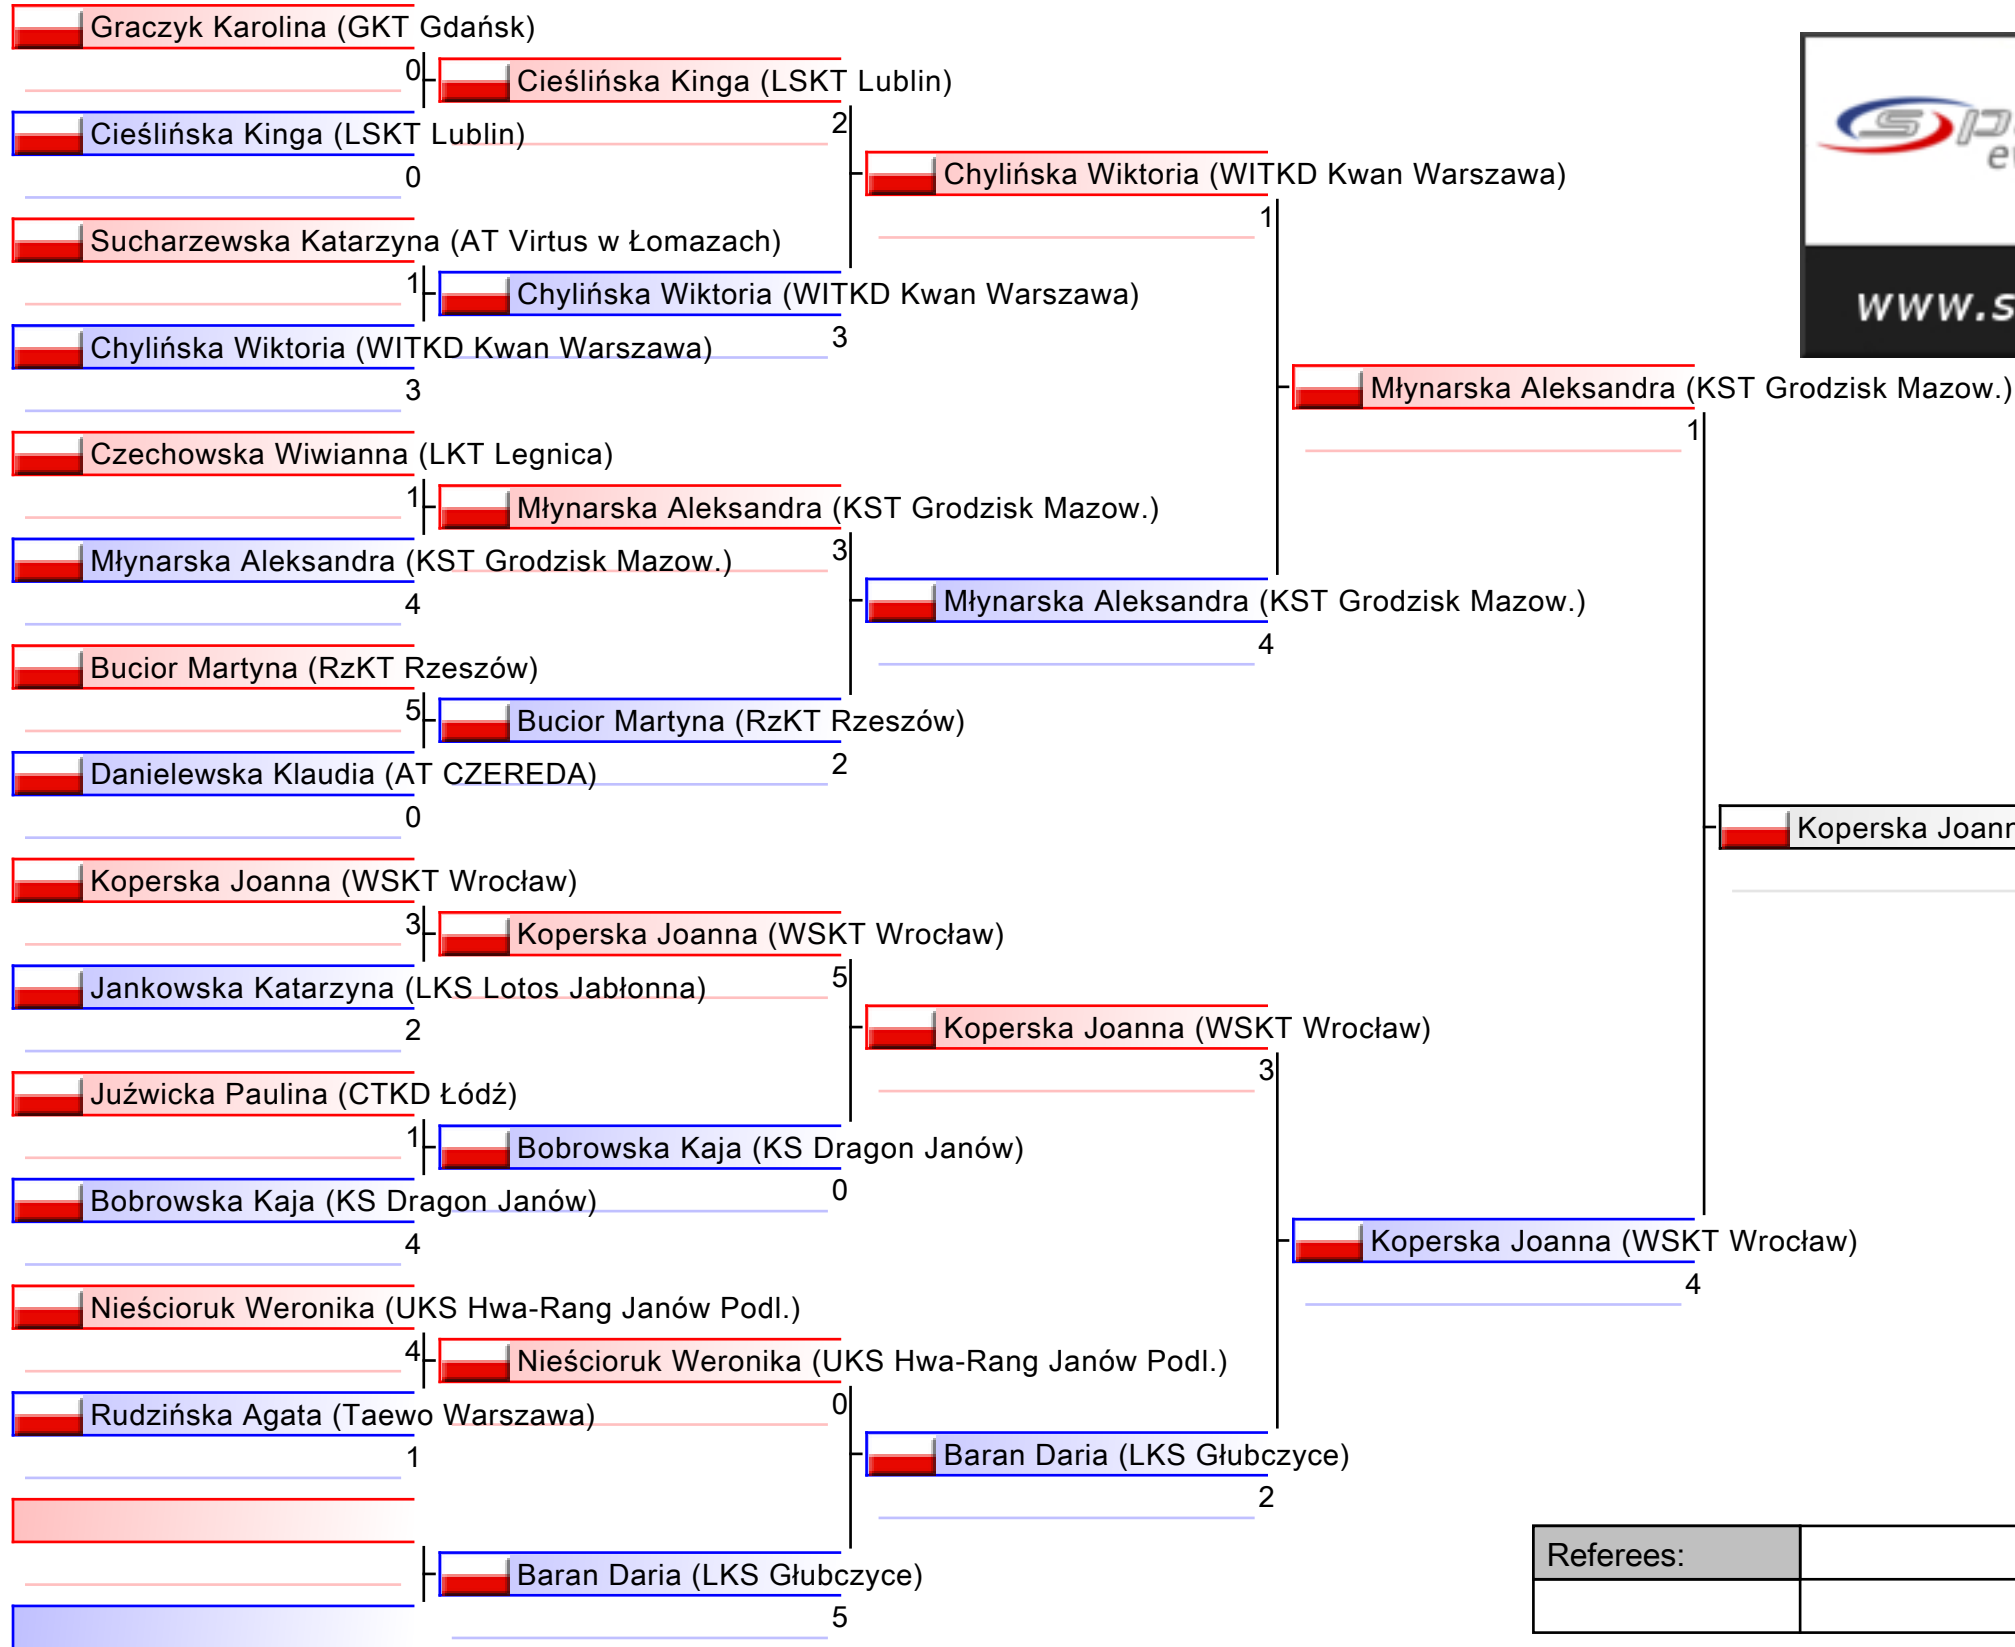 Graczyk Karolina (GKT Gdańsk)
0
Cieślińska Kinga (LSKT Lublin)
Cieślińska Kinga (LSKT Lublin)
2
0
Chylińska Wiktoria (WITKD Kwan Warszawa)
1
Sucharzewska Katarzyna (AT Virtus w Łomazach)
1
Chylińska Wiktoria (WITKD Kwan Warszawa)
3
Chylińska Wiktoria (WITKD Kwan Warszawa)
3
www.s
Młynarska Aleksandra (KST Grodzisk Mazow.)
1
Czechowska Wiwianna (LKT Legnica)
1
Młynarska Aleksandra (KST Grodzisk Mazow.)
3
Młynarska Aleksandra (KST Grodzisk Mazow.)
4
Młynarska Aleksandra (KST Grodzisk Mazow.)
4
Bucior Martyna (RzKT Rzeszów)
5
Bucior Martyna (RzKT Rzeszów)
2
Danielewska Klaudia (AT CZEREDA)
0
Koperska Joann
Koperska Joanna (WSKT Wrocław)
3
Koperska Joanna (WSKT Wrocław)
5
Jankowska Katarzyna (LKS Lotos Jabłonna)
2
Koperska Joanna (WSKT Wrocław)
3
Juźwicka Paulina (CTKD Łódź)
1
Bobrowska Kaja (KS Dragon Janów)
0
Bobrowska Kaja (KS Dragon Janów)
4
Koperska Joanna (WSKT Wrocław)
4
Nieścioruk Weronika (UKS Hwa-Rang Janów Podl.)
4
Nieścioruk Weronika (UKS Hwa-Rang Janów Podl.)
0
Rudzińska Agata (Taewo Warszawa)
1
Baran Daria (LKS Głubczyce)
2
Baran Daria (LKS Głubczyce)
5
Referees: